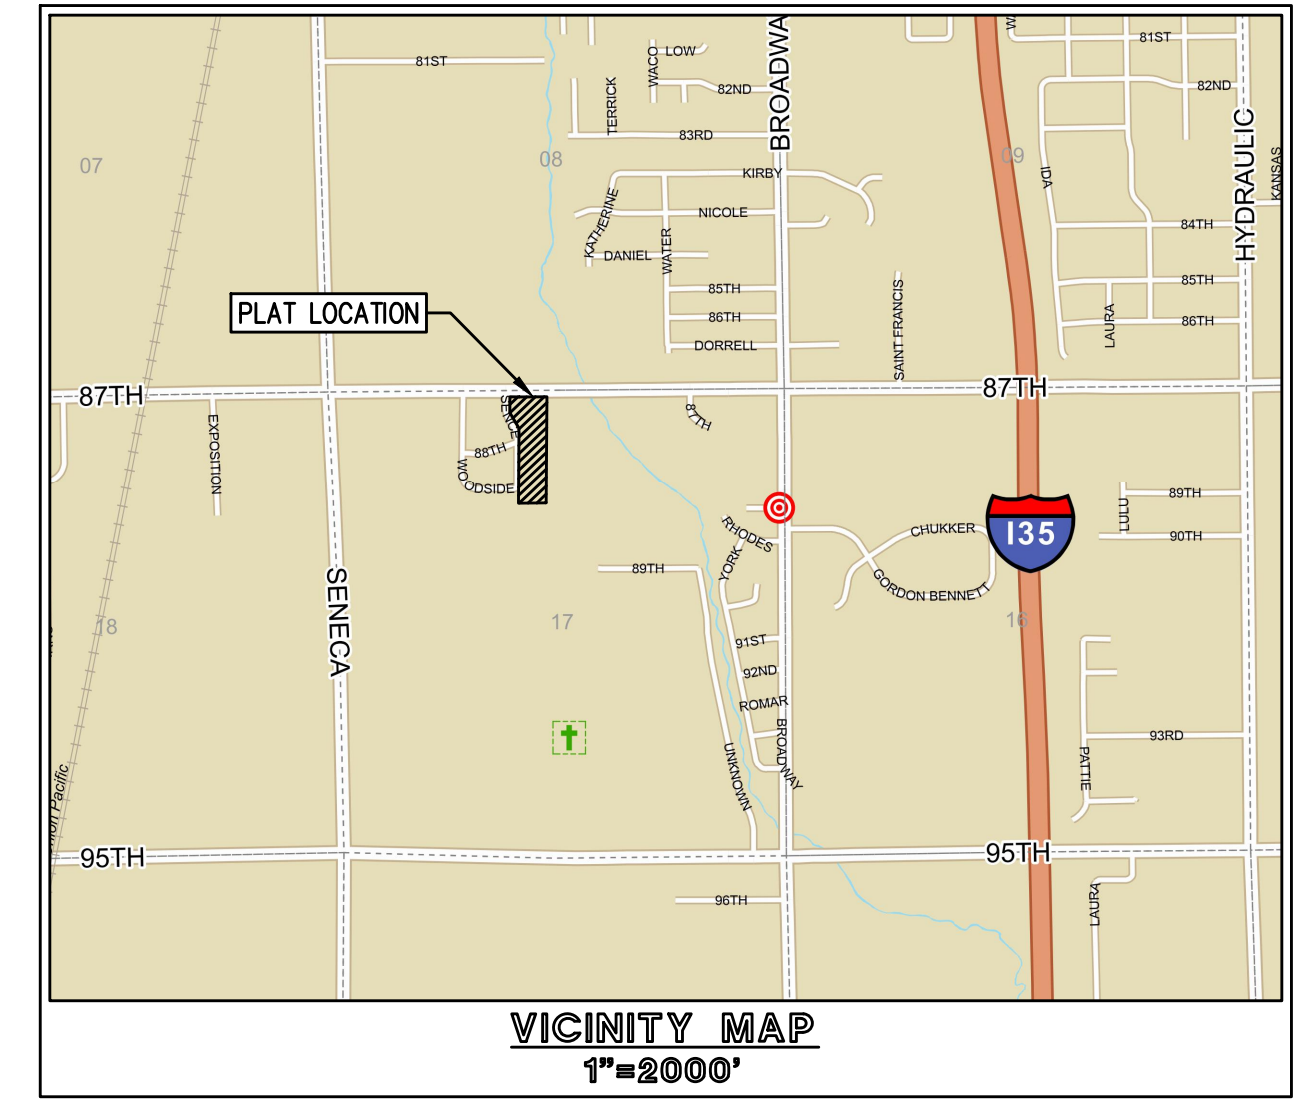 81ST
LOW
WACO
TERRICK
82ND
83RD
BROADWA
81ST
82ND
HYDRAULIC
KANSAS
07
08
09
IDA
KIRBY
KATHERINE
NICOLE
WATER
DANIEL
84TH
85TH
86TH
DORRELL
SAINT FRANCIS
85TH
LAURA
86TH
PLAT LOCATION
87TH
87TH
EXPOSITION
SENECA
88TH
WOODSIDE
87TH
RHODES
YORK
CHUKKER
GORDON BENNETT
I35
LULU
89TH
90TH
89TH
SENECA
18
17
16
91ST
92ND
ROMAR
BROADWAY
UNKNOWN
93RD
PATTIE
Pacific
95TH
95TH
96TH
LAURA
VICINITY MAP
1"=2000'